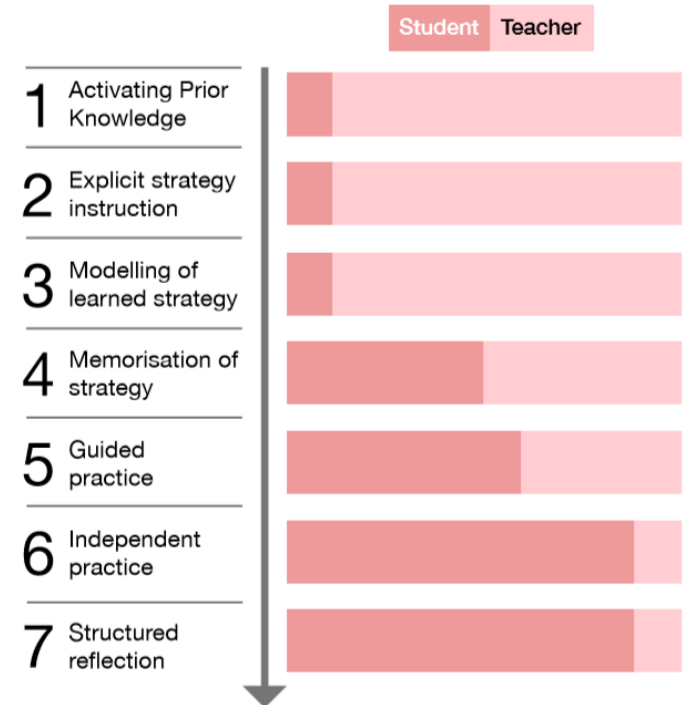 Student Teacher
1 Activating Prior
Knowledge
2 Explicit strategy
instruction
3 Modelling of
learned strategy
4 Memorisation of
strategy
5 Guided
practice
6 Independent
practice
7 Structured
reflection